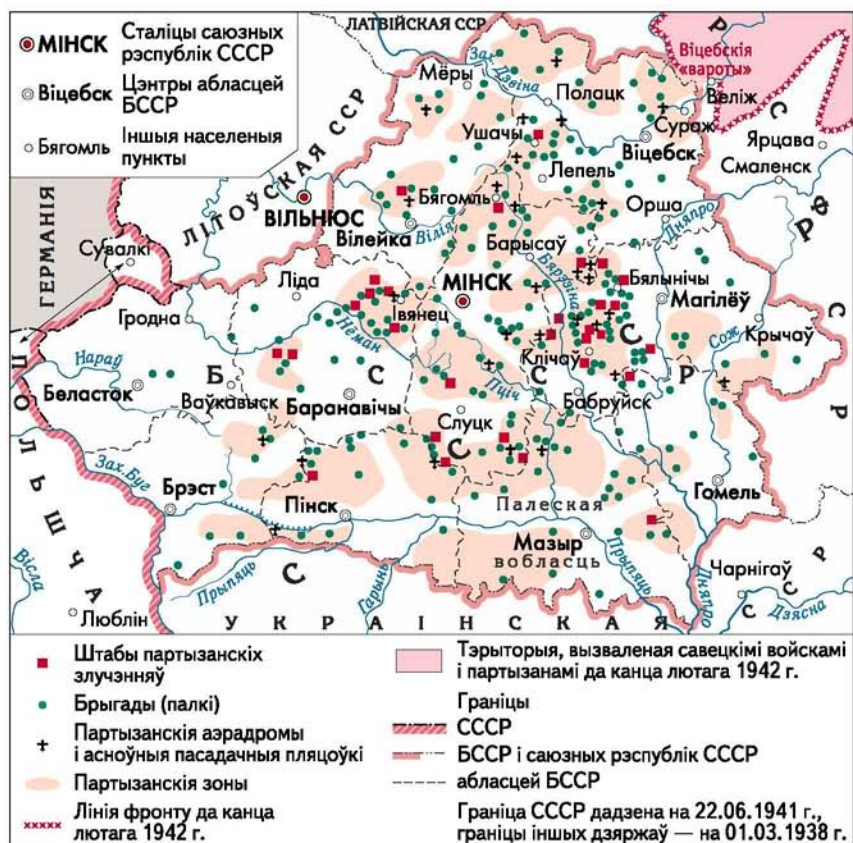 МІНСК
Сталіцы саюзных
рэспублік СССР
Віцебск
Цэнтры абласцей
БССР
Бягомль
Іншыя населеныя
пункты
ЛАТВІЙСКАЯ ССР
Віцебскія
«вароты»
Р
С
Ф
С
Р
Зах. Дзвіна
Мёры
Полацк
Веліж
Сураж
Ушачы
Віцебск
Ярцава
Смаленск
Лепель
ЛІТОЎСКАЯ ССР
ГЕРМАНІЯ
ВІЛЬНЮС
Бягомль
Орша
Дняпро
Вілейка
Вілія
Сувалкі
Барысаў
Бярэзіна
Бялынічы
Ліда
МІНСК
Магілёў
Гродна
Івянец
Крычаў
Нёман
Сож
Клічаў
Нараў
Б
С
С
Р
Пціч
Беласток
Ваўкавыск
Баранавічы
Бабруйск
Слуцк
С
С
ПОЛЬШЧА
Зах. Буг
Брэст
Пінск
Палеская
Гомель
Мазыр
вобласць
Прыпяць
Гарынь
Прыпяць
Дняпро
Чарнігаў
Дзясна
Вісла
Люблін
УКРАІНСКАЯ
С
С
Р
Штабы партызанскіх
злучэнняў
Брыгады (палкі)
Партызанскія аэрадромы
і асноўныя пасадачныя пляцоўкі
Партызанскія зоны
Лінія фронту да канца
лютага 1942 г.
Тэрыторыя, вызваленая савецкімі войскамі
і партызанамі да канца лютага 1942 г.
Граніцы
СССР
БССР і саюзных рэспублік СССР
абласцей БССР
Граніца СССР дадзена на 22.06.1941 г.,
граніцы іншых дзяржаў — на 01.03.1938 г.